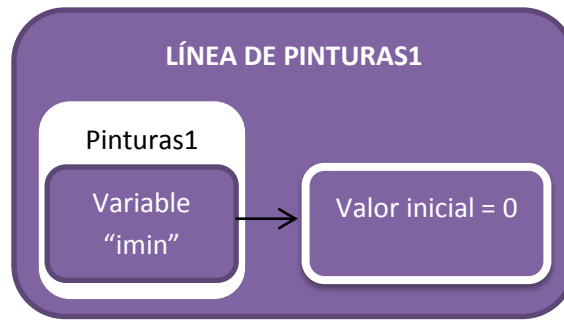 LÍNEA DE PINTURAS1
Pinturas1
Variable
“imin”
Valor inicial = 0